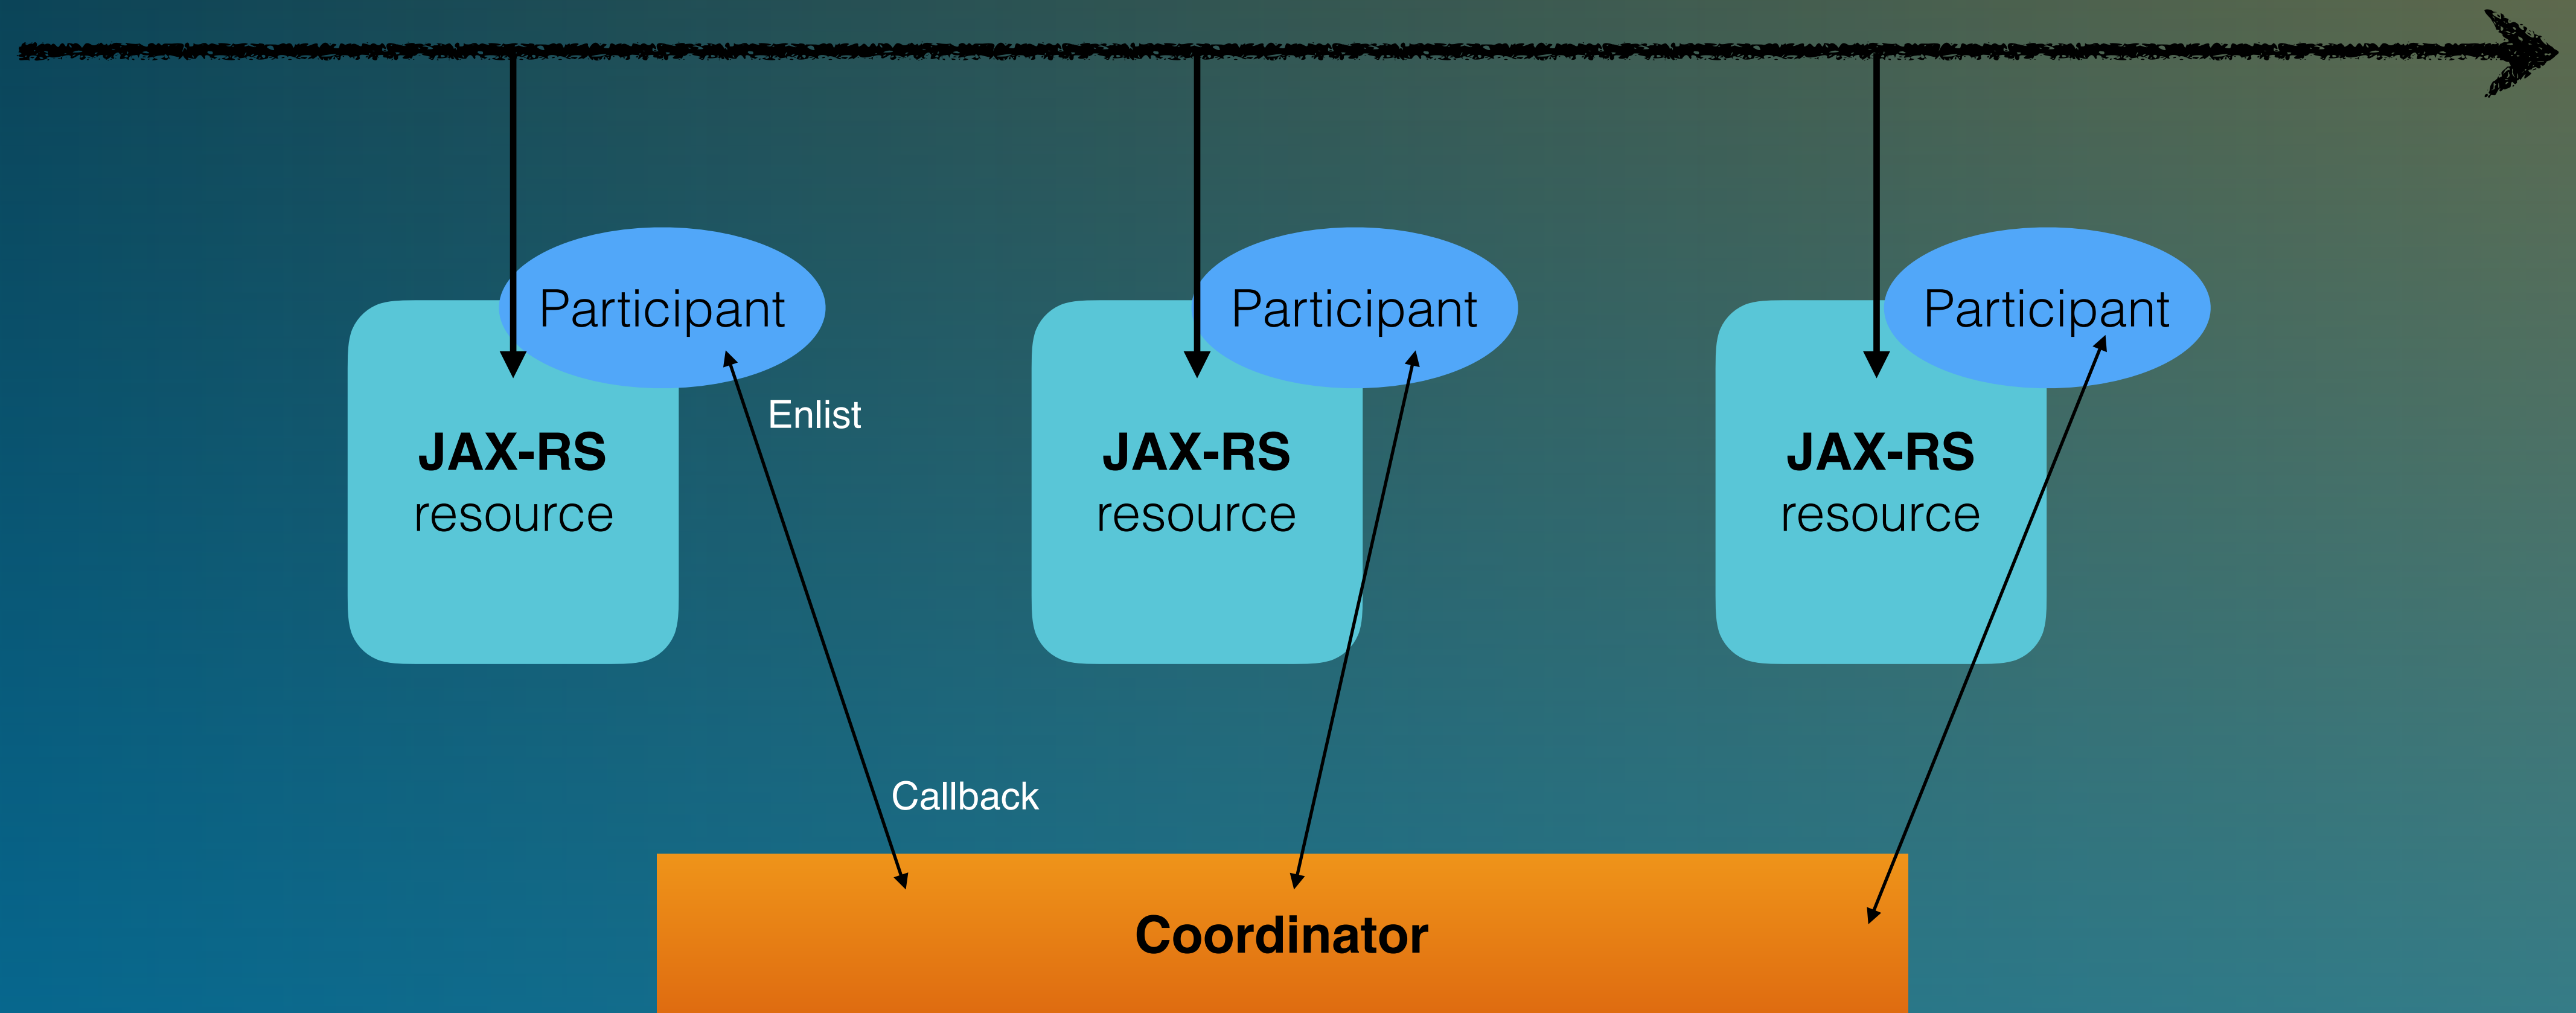 Participant
JAX-RS
resource
Enlist
Participant
JAX-RS
resource
Participant
JAX-RS
resource
Callback
Coordinator